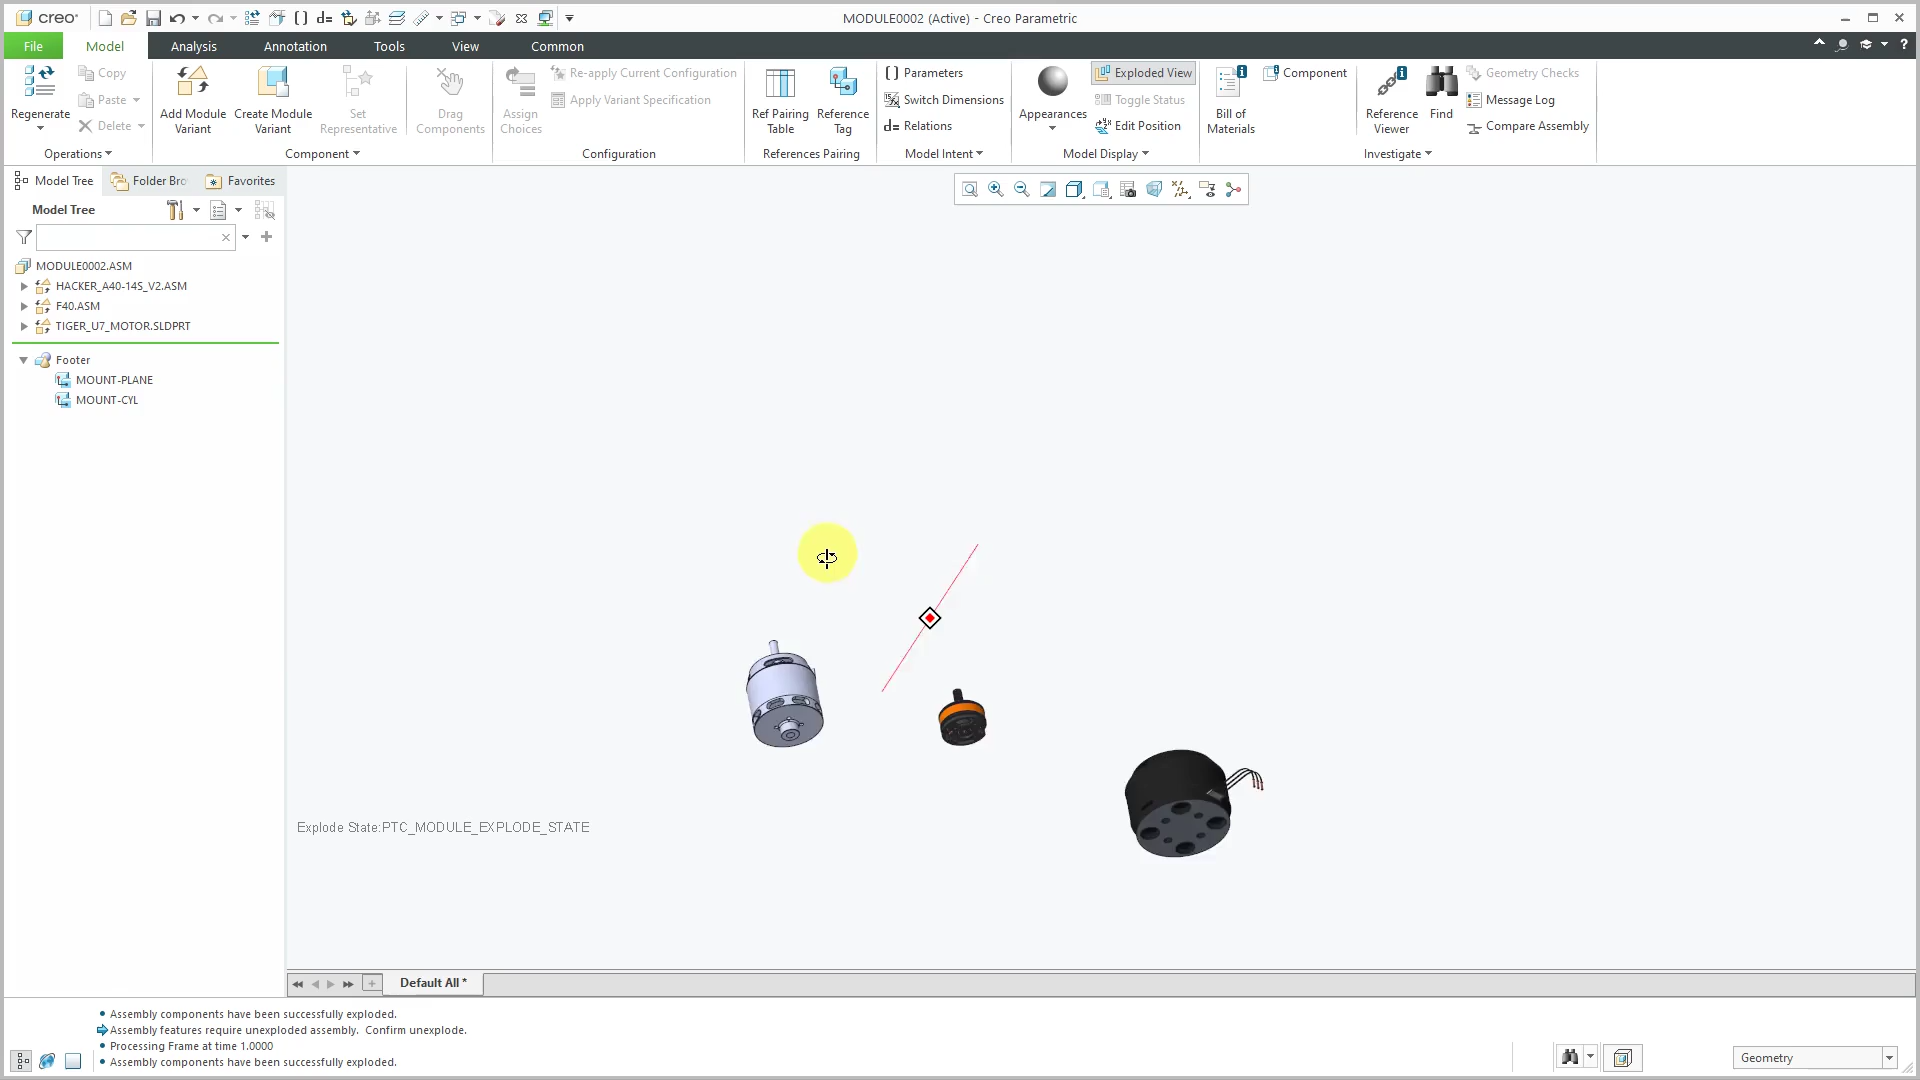 creo
MODULE0002 (Active) - Creo Parametric
File
Model
Analysis
Annotation
Tools
View
Common
Regenerate
Copy
Paste
Delete
Operations
Add Module Variant
Create Module Variant
Set Representative
Drag Components
Component
Assign Choices
Re-apply Current Configuration
Apply Variant Specification
Configuration
Ref Pairing Table
Reference Tag
References Pairing
Parameters
Switch Dimensions
d= Relations
Model Intent
Appearances
Exploded View
Toggle Status
Edit Position
Model Display
Bill of Materials
Component
Reference Viewer
Find
Geometry Checks
Message Log
Compare Assembly
Investigate
Model Tree
Folder Bro
Favorites
Model Tree
MODULE0002.ASM
HACKER_A40-14S_V2.ASM
F40.ASM
TIGER_U7_MOTOR.SLDPRT
Footer
MOUNT-PLANE
MOUNT-CYL
Explode State:PTC_MODULE_EXPLODE_STATE
Default All *
Assembly components have been successfully exploded.
Assembly features require unexploded assembly. Confirm unexplode.
Processing Frame at time 1.0000
Assembly components have been successfully exploded.
Geometry